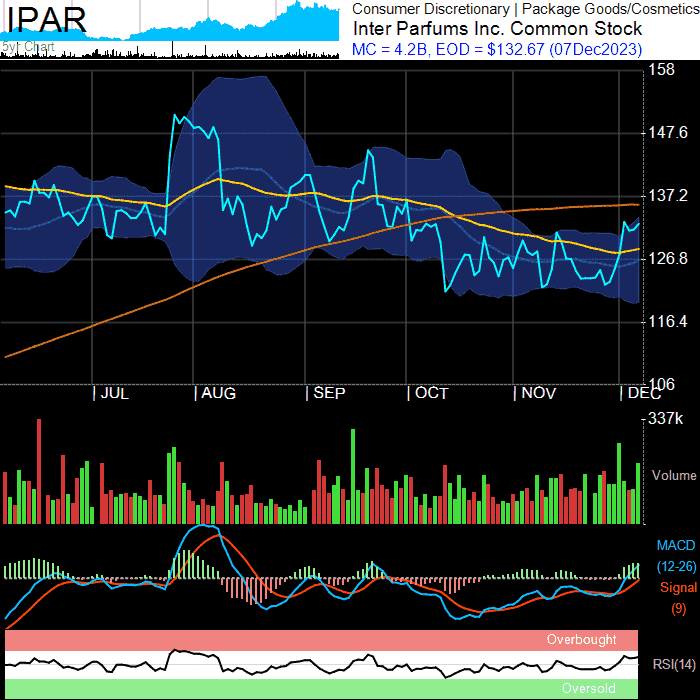 IPAR
5yr Chart
Consumer Discretionary | Package Goods/Cosmetics
Inter Parfums Inc. Common Stock
MC = 4.2B, EOD = $132.67 (07Dec2023)
158
147.6
137.2
126.8
116.4
106
JUL AUG SEP OCT NOV DEC
337k
Volume
MACD
(12-26)
Signal
(9)
Overbought
RSI(14)
Oversold